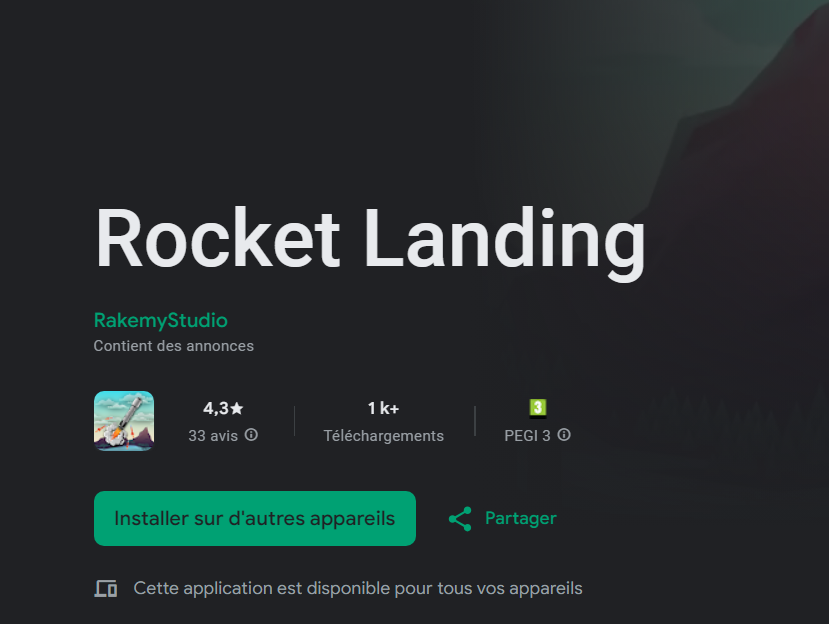 Rocket Landing
RakemyStudio
Contient des annonces
4,3★
33 avis
1 k+
Téléchargements
3
PEGI 3
Installer sur d'autres appareils
Partager
Cette application est disponible pour tous vos appareils